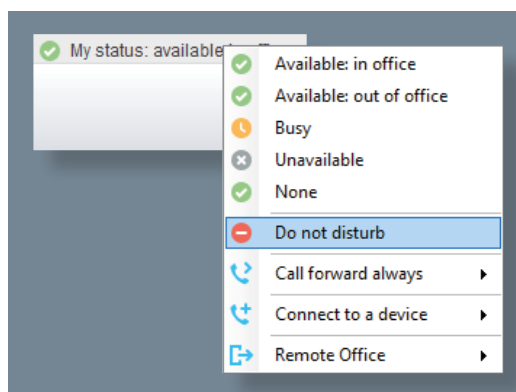 My status: available
Available: in office
Available: out of office
Busy
Unavailable
None
Do not disturb
Call forward always
Connect to a device
Remote Office